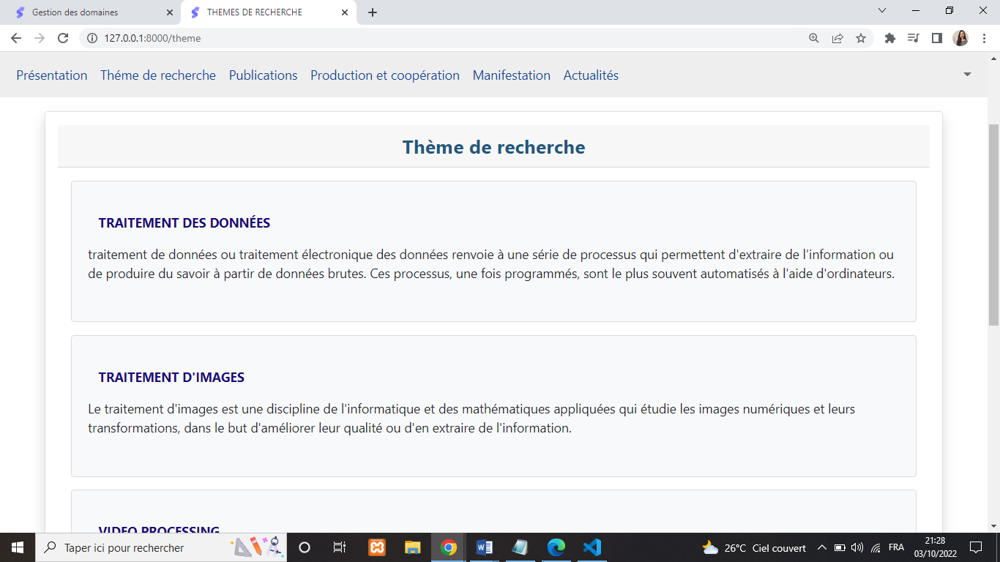 Gestion des domaines
THEMES DE RECHERCHE
127.0.0.1:8000/theme
Présentation Théme de recherche Publications Production et coopération Manifestation Actualités
Thème de recherche
TRAITEMENT DES DONNÉES
traitement de données ou traitement électronique des données renvoie à une série de processus qui permettent d'extraire de l'information ou
de produire du savoir à partir de données brutes. Ces processus, une fois programmés, sont le plus souvent automatisés à l'aide d'ordinateurs.
TRAITEMENT D'IMAGES
Le traitement d'images est une discipline de l'informatique et des mathématiques appliquées qui étudie les images numériques et leurs
transformations, dans le but d'améliorer leur qualité ou d'en extraire de l'information.
VIDEO PROCESSING
Taper ici pour rechercher
26°C Ciel couvert
FRA
21:28
03/10/2022